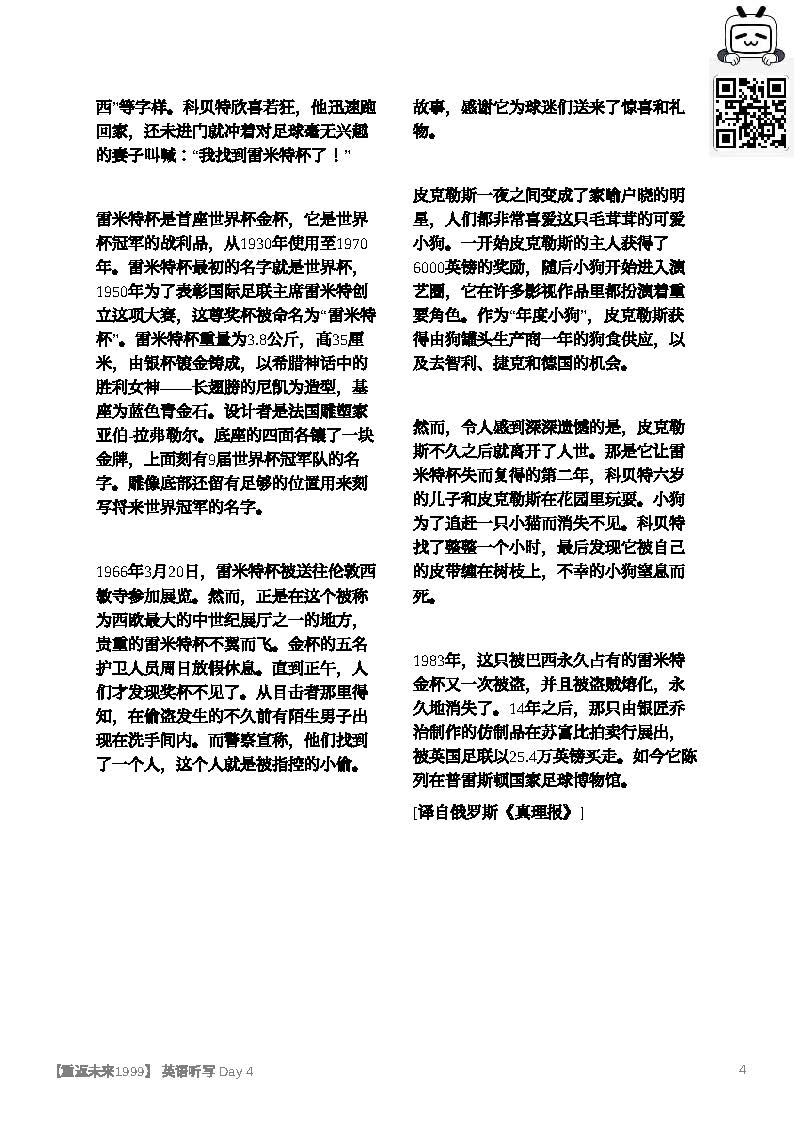 西”等字样。科贝特欣喜若狂，他迅速跑
回家，还未进门就冲着对足球毫无兴趣
的妻子叫喊：“我找到雷米特杯了！”
雷米特杯是首座世界杯金杯，它是世界
杯冠军的战利品，从1930年使用至1970
年。雷米特杯最初的名字就是世界杯，
1950年为了表彰国际足联主席雷米特创
立这项大赛，这尊奖杯被命名为“雷米特
杯”。雷米特杯重量为3.8公斤，高35厘
米，由银杯镀金铸成，以希腊神话中的
胜利女神——长翅膀的尼凯为造型，基
座为蓝色青金石。设计者是法国雕塑家
亚伯·拉弗勒尔。底座的四面各镶了一块
金牌，上面刻有9届世界杯冠军队的名
字。雕像底部还留有足够的位置用来刻
写将来世界冠军的名字。
1966年3月20日，雷米特杯被送往伦敦西
敏寺参加展览。然而，正是在这个被称
为西欧最大的中世纪展厅之一的地方，
贵重的雷米特杯不翼而飞。金杯的五名
护卫人员周日放假休息。直到正午，人
们才发现奖杯不见了。从目击者那里得
知，在偷盗发生的不久前有陌生男子出
现在洗手间内。而警察宣称，他们找到
了一个人，这个人就是被指控的小偷。
故事，感谢它为球迷们送来了惊喜和礼
物。
皮克勒斯一夜之间变成了家喻户晓的明
星，人们都非常喜爱这只毛茸茸的可爱
小狗。一开始皮克勒斯的主人获得了
6000英镑的奖励，随后小狗开始进入演
艺圈，它在许多影视作品里都扮演着重
要角色。作为“年度小狗”，皮克勒斯获
得由狗罐头生产商一年的狗食供应，以
及去智利、捷克和德国的机会。
然而，令人感到深深遗憾的是，皮克勒
斯不久之后就离开了人世。那是它让雷
米特杯失而复得的第二年，科贝特六岁
的儿子和皮克勒斯在花园里玩耍。小狗
为了追赶一只小猫而消失不见。科贝特
找了整整一个小时，最后发现它被自己
的皮带缠在树枝上，不幸的小狗窒息而
死。
1983年，这只被巴西永久占有的雷米特
金杯又一次被盗，并且被盗贼熔化，永
久地消失了。14年之后，那只由银匠乔
治制作的仿制品在苏富比拍卖行展出，
被英国足联以25.4万英镑买走。如今它陈
列在普雷斯顿国家足球博物馆。
[译自俄罗斯《真理报》]
【重返未来1999】 英语听写 Day 4
4